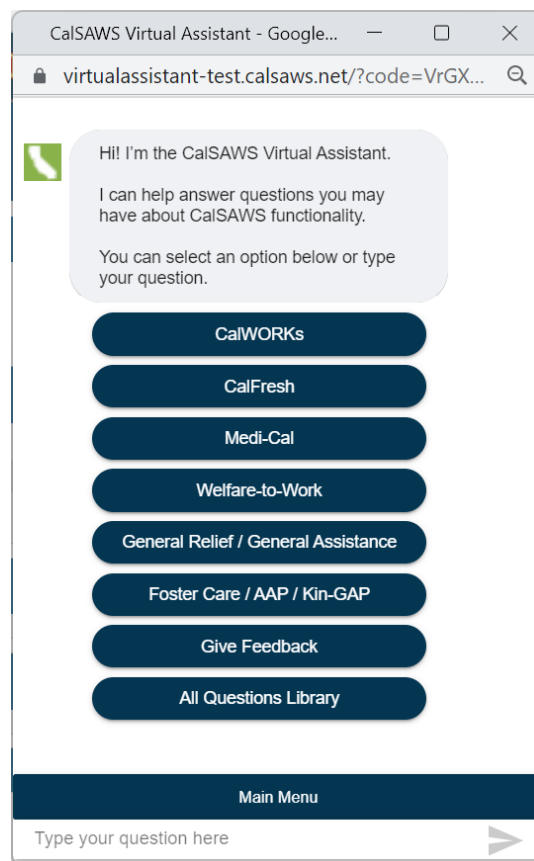 CalSAWS Virtual Assistant - Google...
virtualassistant-test.calsaws.net/?code=VrGX...
Hi! I'm the CalSAWS Virtual Assistant.
I can help answer questions you may
have about CalSAWS functionality.
You can select an option below or type
your question.
CalWORKs
CalFresh
Medi-Cal
Welfare-to-Work
General Relief / General Assistance
Foster Care / AAP / Kin-GAP
Give Feedback
All Questions Library
Main Menu
Type your question here